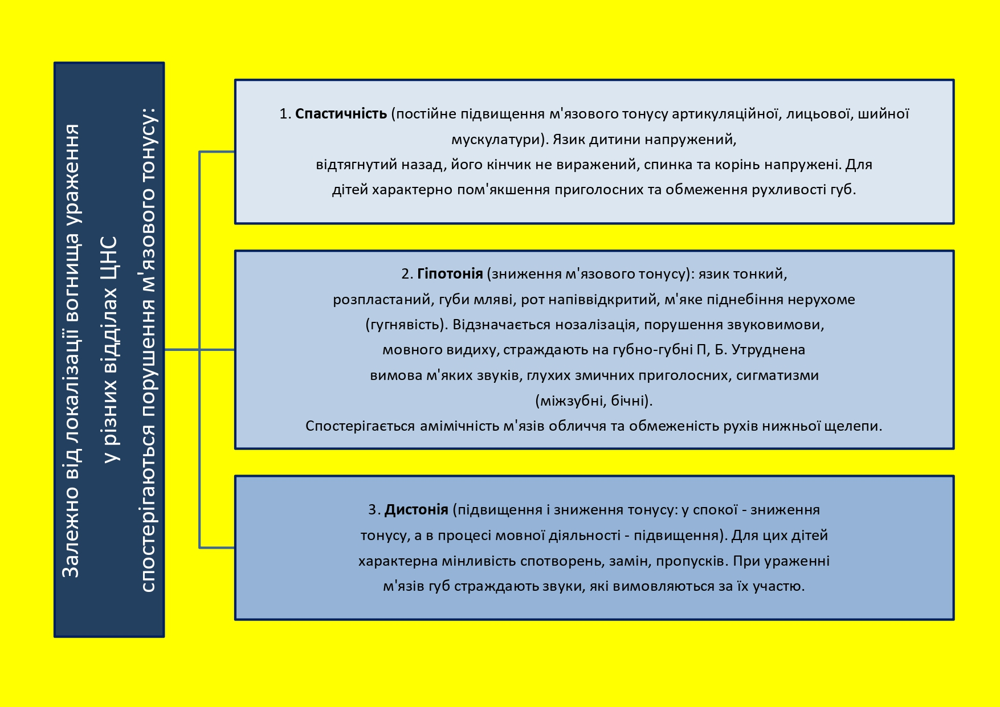 Залежно від локалізації вогнища ураження
у різних відділах ЦНС
спостерігаються порушення м'язового тонусу:
1. Спастичність (постійне підвищення м'язового тонусу артикуляційної, лицьової, шийної
мускулатури). Язик дитини напружений,
відтягнутий назад, його кінчик не виражений, спинка та корінь напружені. Для
дітей характерно пом'якшення приголосних та обмеження рухливості губ.
2. Гіпотонія (зниження м'язового тонусу): язик тонкий,
розпластаний, губи мляві, рот напіввідкритий, м'яке піднебіння нерухоме
(гугнявість). Відзначається нозалізація, порушення звуковимови,
мовного видиху, страждають на губно-губні П, Б. Утруднена
вимова м'яких звуків, глухих змичних приголосних, сигматизми
(міжзубні, бічні).
Спостерігається амімічність м'язів обличчя та обмеженість рухів нижньої щелепи.
3. Дистонія (підвищення і зниження тонусу: у спокої - зниження
тонусу, а в процесі мовної діяльності - підвищення). Для цих дітей
характерна мінливість спотворень, замін, пропусків. При ураженні
м'язів губ страждають звуки, які вимовляються за їх участю.